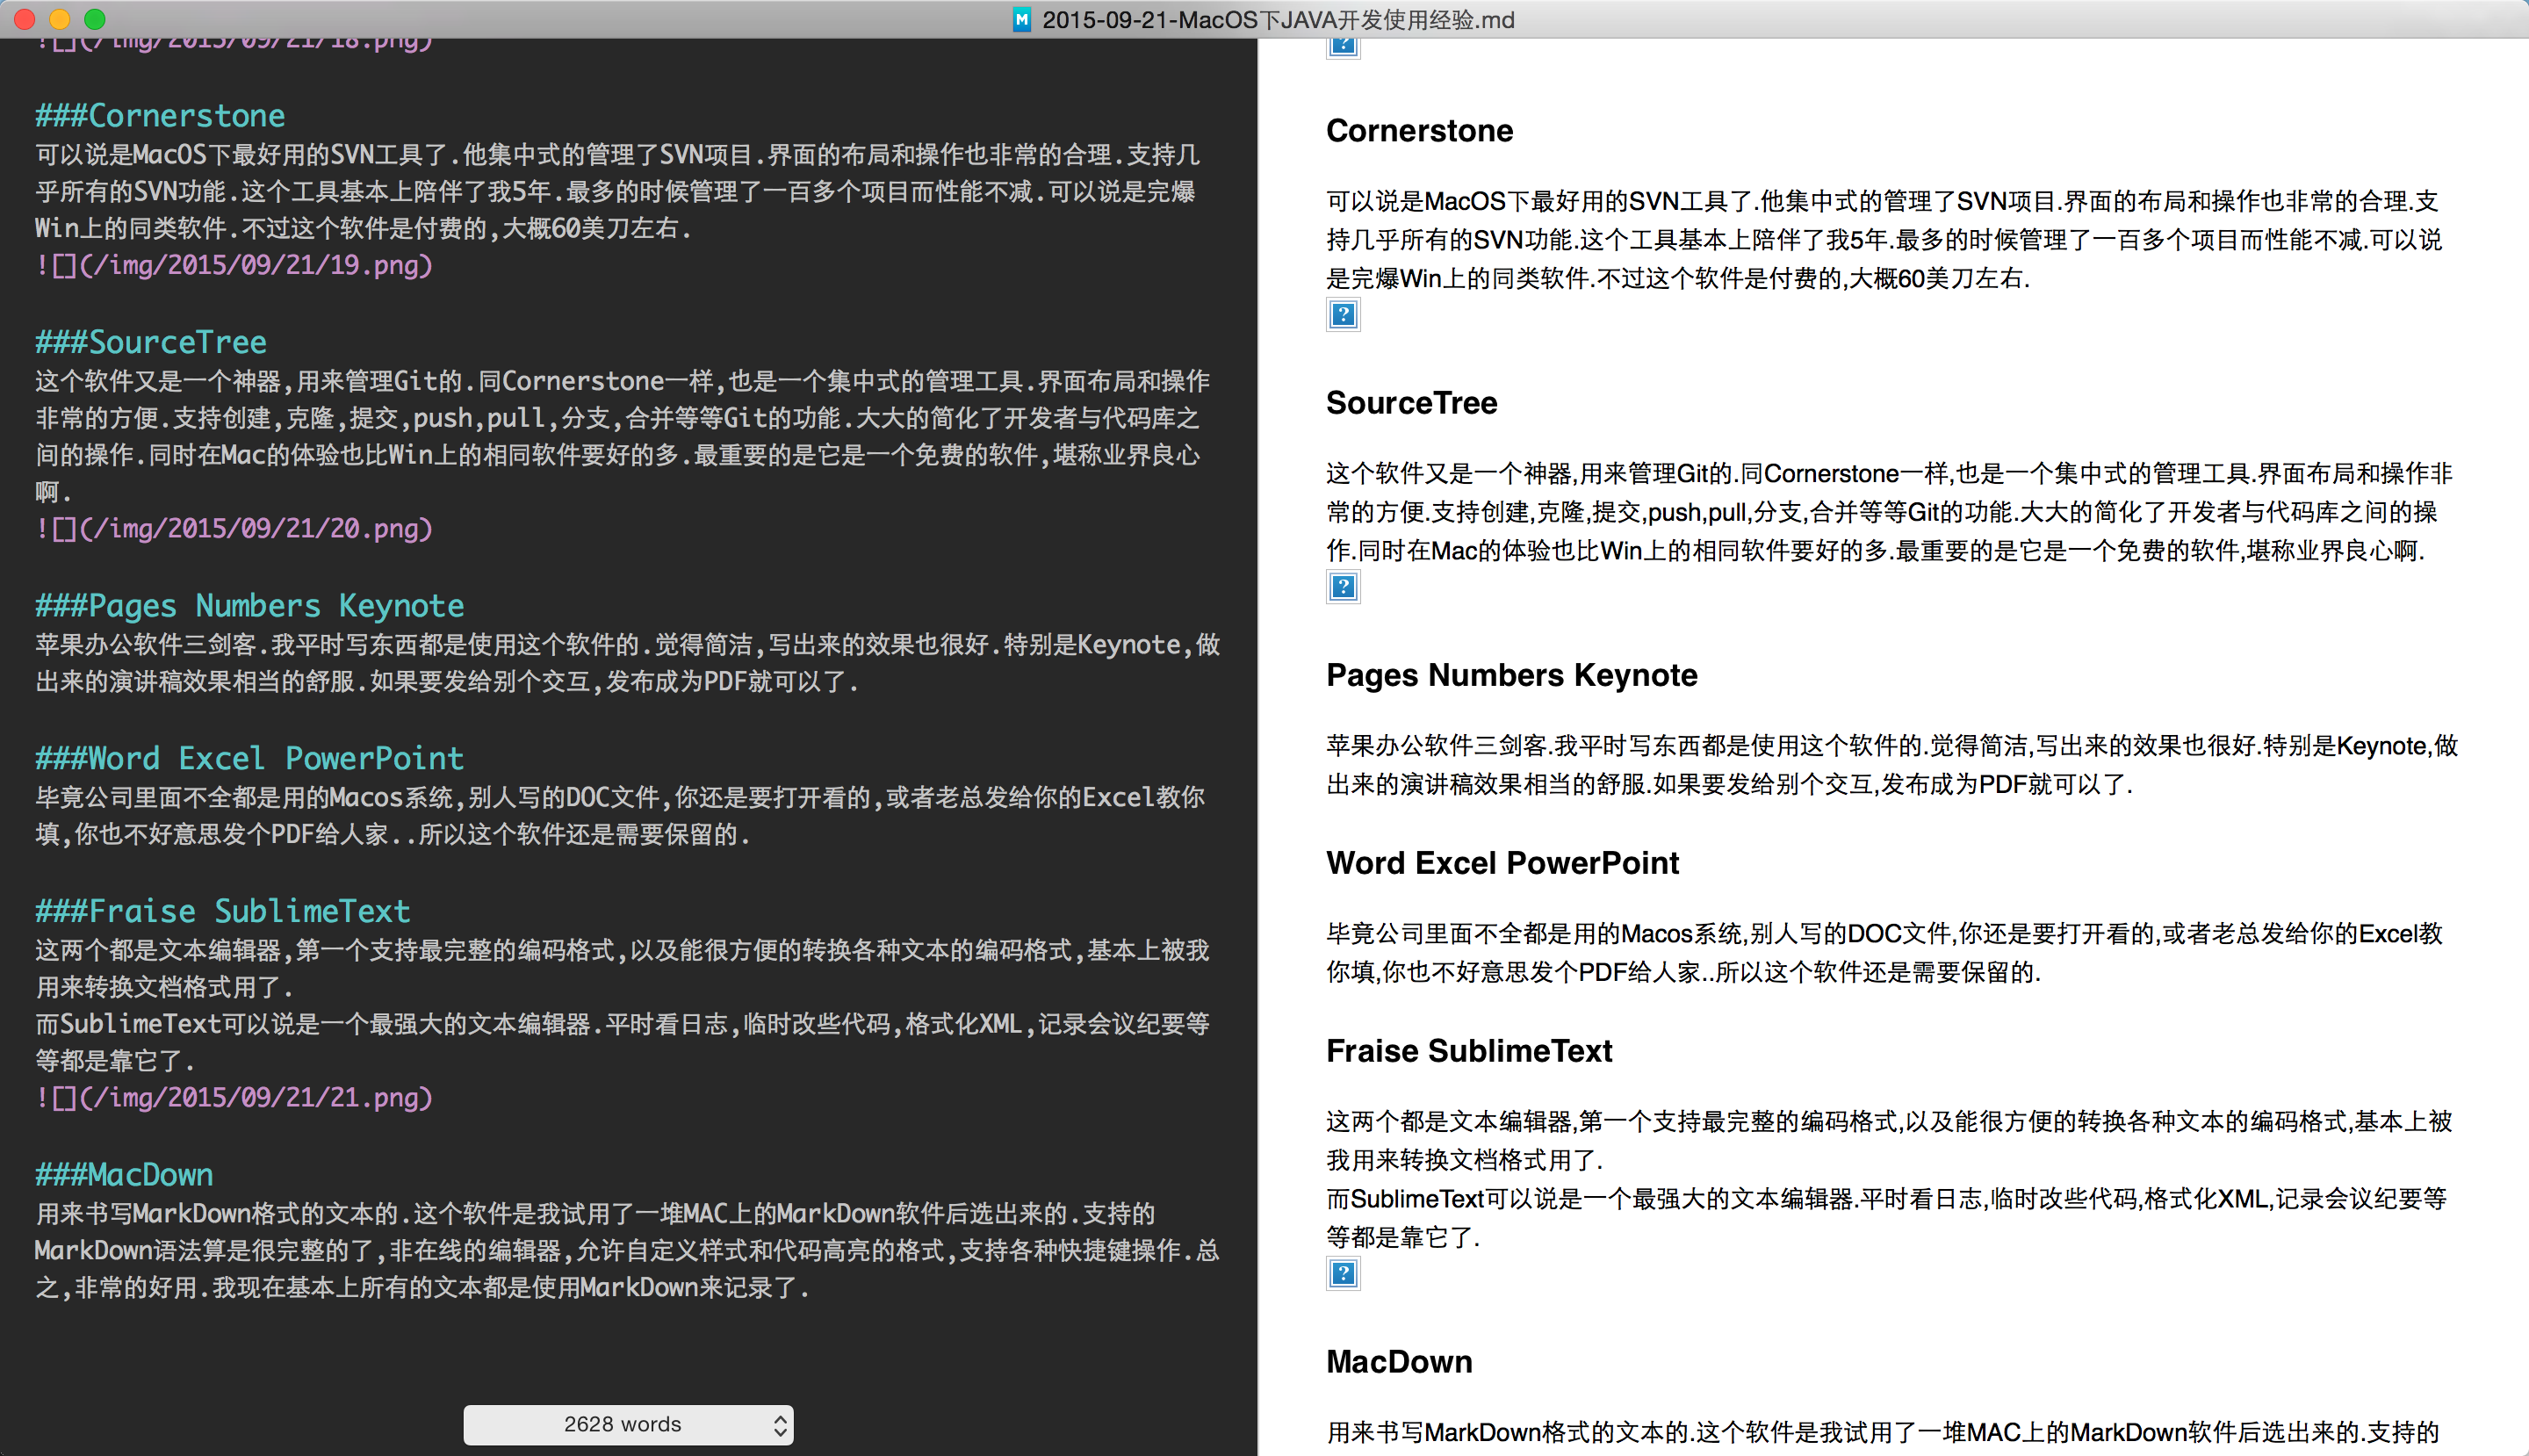 2015-09-21-MacOS下JAVA开发使用经验.md
![](/img/2015/09/21/18.png)
###Cornerstone
可以说是MacOS下最好用的SVN工具了.他集中式的管理了SVN项目.界面的布局和操作也非常的合理.支持几
乎所有的SVN功能.这个工具基本上陪伴了我5年.最多的时候管理了一百多个项目而性能不减.可以说是完爆
Win上的同类软件.不过这个软件是付费的,大概60美刀左右.
![](/img/2015/09/21/19.png)
###SourceTree
这个软件又是一个神器,用来管理Git的.同Cornerstone一样,也是一个集中式的管理工具.界面布局和操作
非常的方便.支持创建,克隆,提交,push,pull,分支,合并等等Git的功能.大大的简化了开发者与代码库之
间的操作.同时在Mac的体验也比Win上的相同软件要好的多.最重要的是它是一个免费的软件,堪称业界良心
啊.
![](/img/2015/09/21/20.png)
###Pages Numbers Keynote
苹果办公软件三剑客.我平时写东西都是使用这个软件的.觉得简洁,写出来的效果也很好.特别是Keynote,做
出来的演讲稿效果相当的舒服.如果要发给别个交互,发布成为PDF就可以了.
###Word Excel PowerPoint
毕竟公司里面不全都是用的Macos系统,别人写的DOC文件,你还是要打开看的,或者老总发给你的Excel教你
填,你也不好意思发个PDF给人家..所以这个软件还是需要保留的.
###Fraise SublimeText
这两个都是文本编辑器,第一个支持最完整的编码格式,以及能很方便的转换各种文本的编码格式,基本上被我
用来转换文档格式用了.
而SublimeText可以说是一个最强大的文本编辑器.平时看日志,临时改些代码,格式化XML,记录会议纪要等
等都是靠它了.
![](/img/2015/09/21/21.png)
###MacDown
用来书写MarkDown格式的文本的.这个软件是我试用了一堆MAC上的MarkDown软件后选出来的.支持的
MarkDown语法算是很完整的了,非在线的编辑器,允许自定义样式和代码高亮的格式,支持各种快捷键操作.总
之,非常的好用.我现在基本上所有的文本都是使用MarkDown来记录了.
2628 words
Cornerstone
可以说是MacOS下最好用的SVN工具了.他集中式的管理了SVN项目.界面的布局和操作也非常的合理.支
持几乎所有的SVN功能.这个工具基本上陪伴了我5年.最多的时候管理了一百多个项目而性能不减.可以说
是完爆Win上的同类软件.不过这个软件是付费的,大概60美刀左右.
SourceTree
这个软件又是一个神器,用来管理Git的.同Cornerstone一样,也是一个集中式的管理工具.界面布局和操作非
常的方便.支持创建,克隆,提交,push,pull,分支,合并等等Git的功能.大大的简化了开发者与代码库之间的操
作.同时在Mac的体验也比Win上的相同软件要好的多.最重要的是它是一个免费的软件,堪称业界良心啊.
Pages Numbers Keynote
苹果办公软件三剑客.我平时写东西都是使用这个软件的.觉得简洁,写出来的效果也很好.特别是Keynote,做
出来的演讲稿效果相当的舒服.如果要发给别个交互,发布成为PDF就可以了.
Word Excel PowerPoint
毕竟公司里面不全都是用的Macos系统,别人写的DOC文件,你还是要打开看的,或者老总发给你的Excel教
你填,你也不好意思发个PDF给人家..所以这个软件还是需要保留的.
Fraise SublimeText
这两个都是文本编辑器,第一个支持最完整的编码格式,以及能很方便的转换各种文本的编码格式,基本上被
我用来转换文档格式用了.
而SublimeText可以说是一个最强大的文本编辑器.平时看日志,临时改些代码,格式化XML,记录会议纪要等
等都是靠它了.
MacDown
用来书写MarkDown格式的文本的.这个软件是我试用了一堆MAC上的MarkDown软件后选出来的.支持的